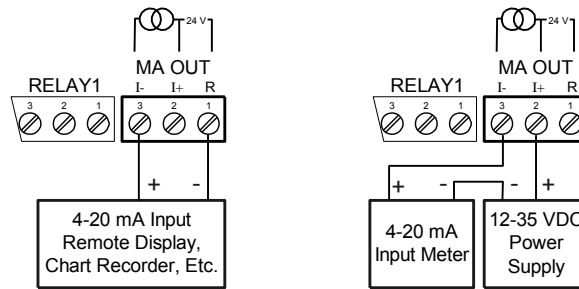 24 V
MA OUT
RELAY1
I- I+ R
3 2 1
3 2 1
+ -
4-20 mA Input
Remote Display,
Chart Recorder, Etc.
24 V
MA OUT
RELAY1
I- I+ R
3 2 1
3 2 1
+ - - +
4-20 mA
Input Meter
12-35 VDC
Power
Supply